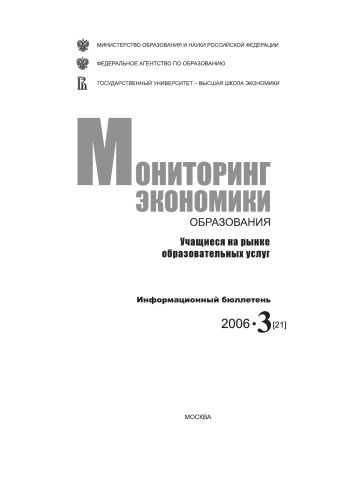 МИНИСТЕРСТВО ОБРАЗОВАНИЯ И НАУКИ РОССИЙСКОЙ ФЕДЕРАЦИИ
ФЕДЕРАЛЬНОЕ АГЕНТСТВО ПО ОБРАЗОВАНИЮ
ГОСУДАРСТВЕННЫЙ УНИВЕРСИТЕТ – ВЫСШАЯ ШКОЛА ЭКОНОМИКИ
МОНИТОРИНГ
ЭКОНОМИКИ
ОБРАЗОВАНИЯ
Учащиеся на рынке
образовательных услуг
Информационный бюллетень
2006 • 3 [21]
МОСКВА